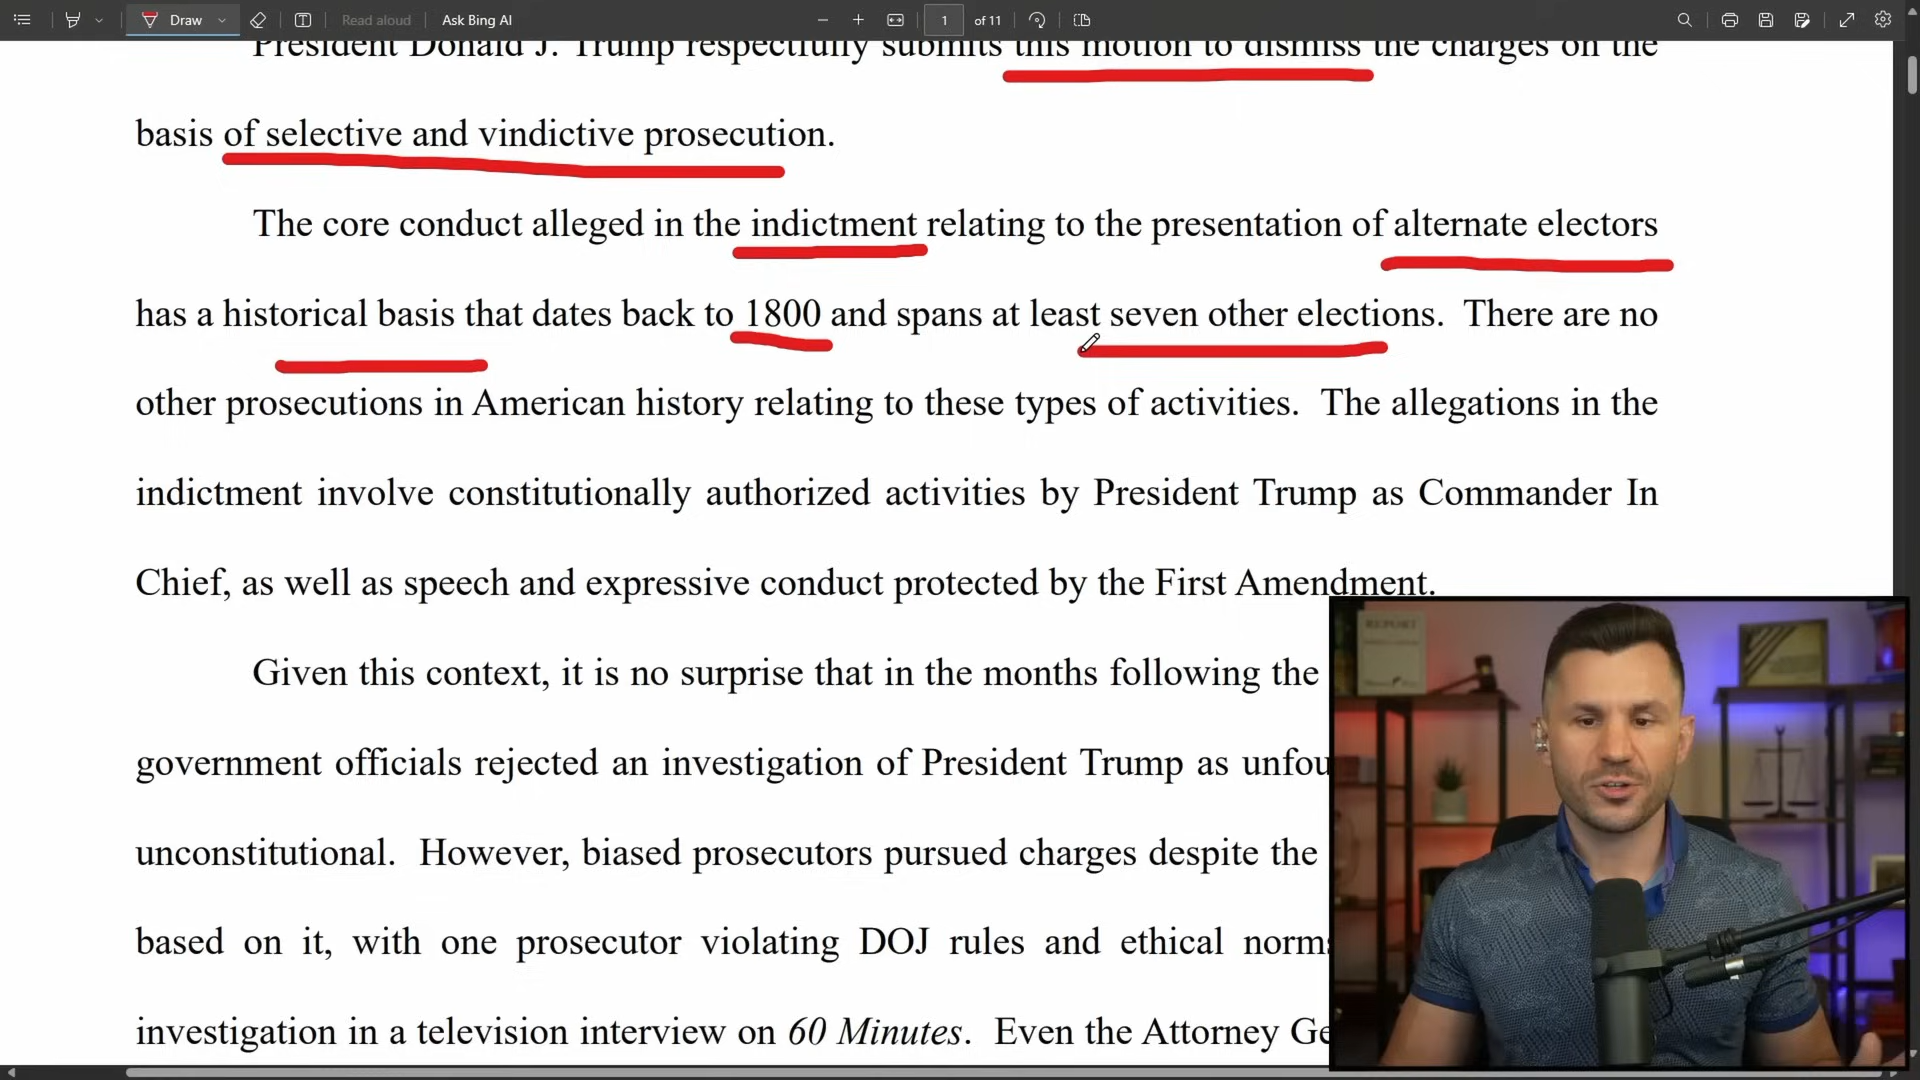 Draw
Read aloud
Ask Bing AI
1 of 11
President Donald J. Trump respectfully submits this motion to dismiss the charges on the
basis of selective and vindictive prosecution.
The core conduct alleged in the indictment relating to the presentation of alternate electors
has a historical basis that dates back to 1800 and spans at least seven other elections. There are no
other prosecutions in American history relating to these types of activities. The allegations in the
indictment involve constitutionally authorized activities by President Trump as Commander In
Chief, as well as speech and expressive conduct protected by the First Amendment.
Given this context, it is no surprise that in the months following the
government officials rejected an investigation of President Trump as unfou
unconstitutional. However, biased prosecutors pursued charges despite the
based on it, with one prosecutor violating DOJ rules and ethical norms
investigation in a television interview on 60 Minutes. Even the Attorney Ge
REPORT